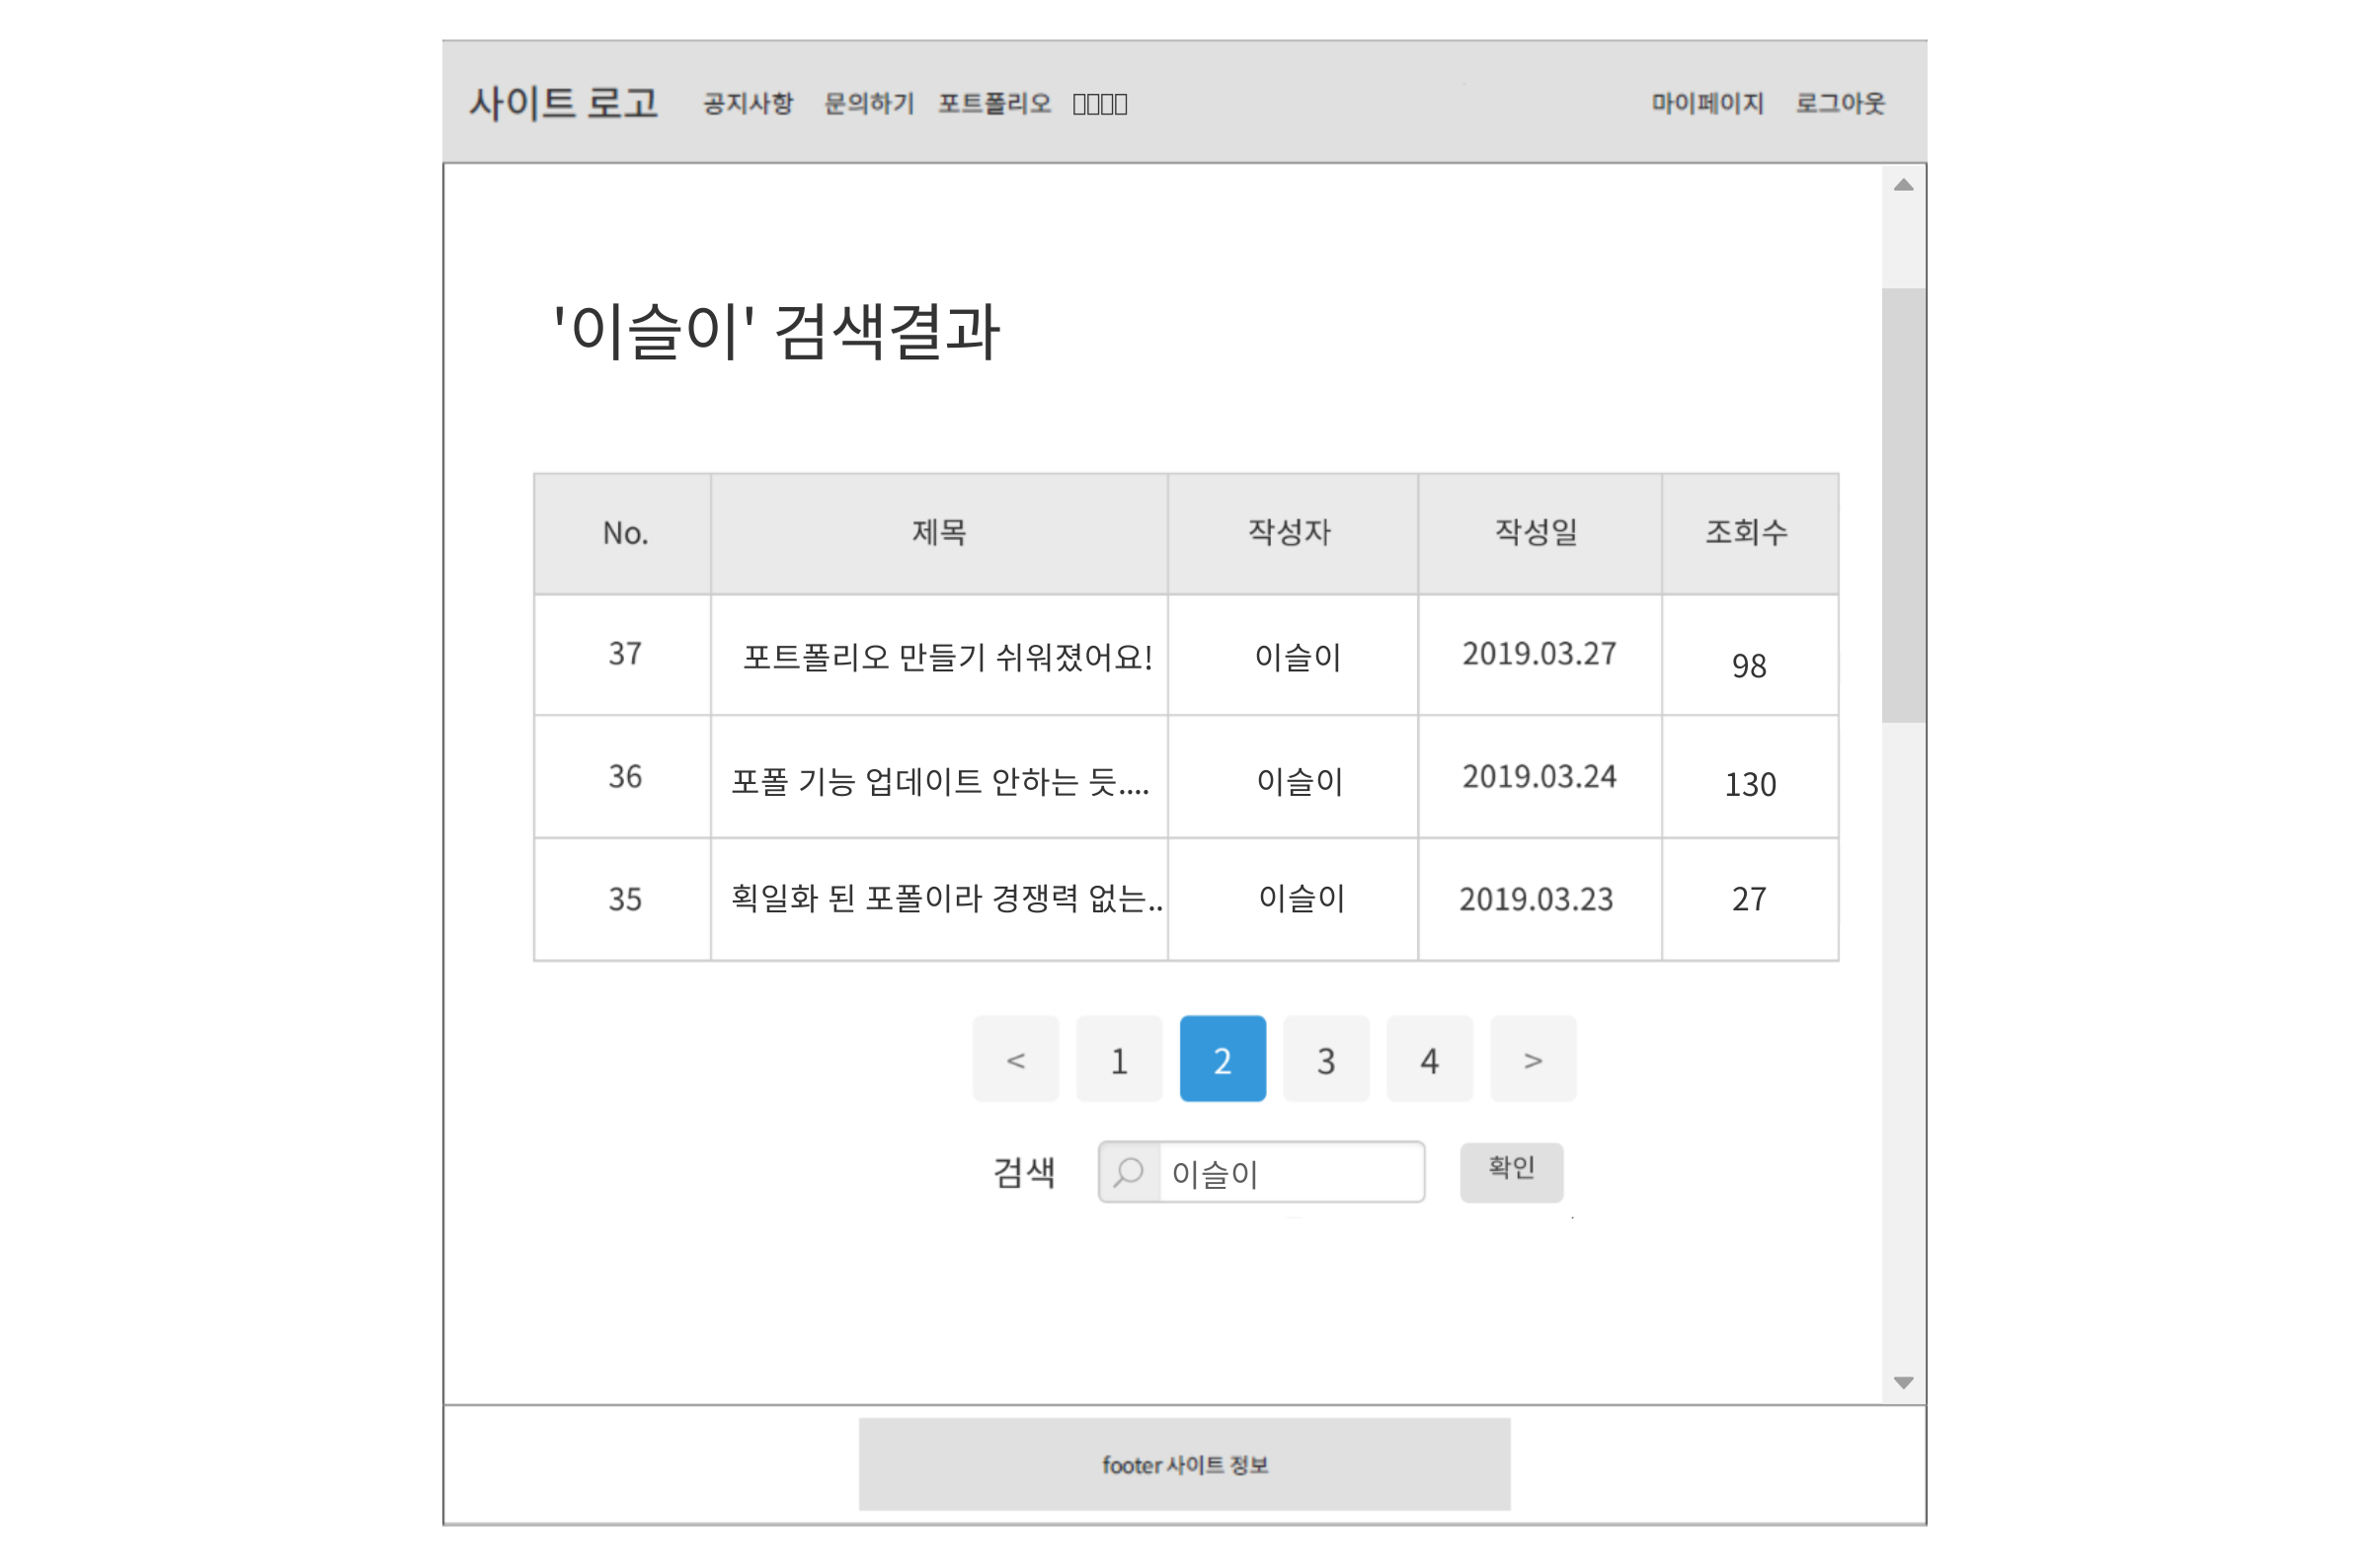 사이트 로고 공지사항 문의하기 포트폴리오 마이페이지 로그아웃
'이슬이' 검색결과
No. 제목 작성자 작성일 조회수
37 포트폴리오 만들기 쉬워졌어요! 이슬이 2019.03.27 98
36 포폴 기능 업데이트 안하는 듯.... 이슬이 2019.03.24 130
35 획일화 된 포폴이라 경쟁력 없는.. 이슬이 2019.03.23 27
< 1 2 3 4 >
검색 이슬이 확인
footer 사이트 정보